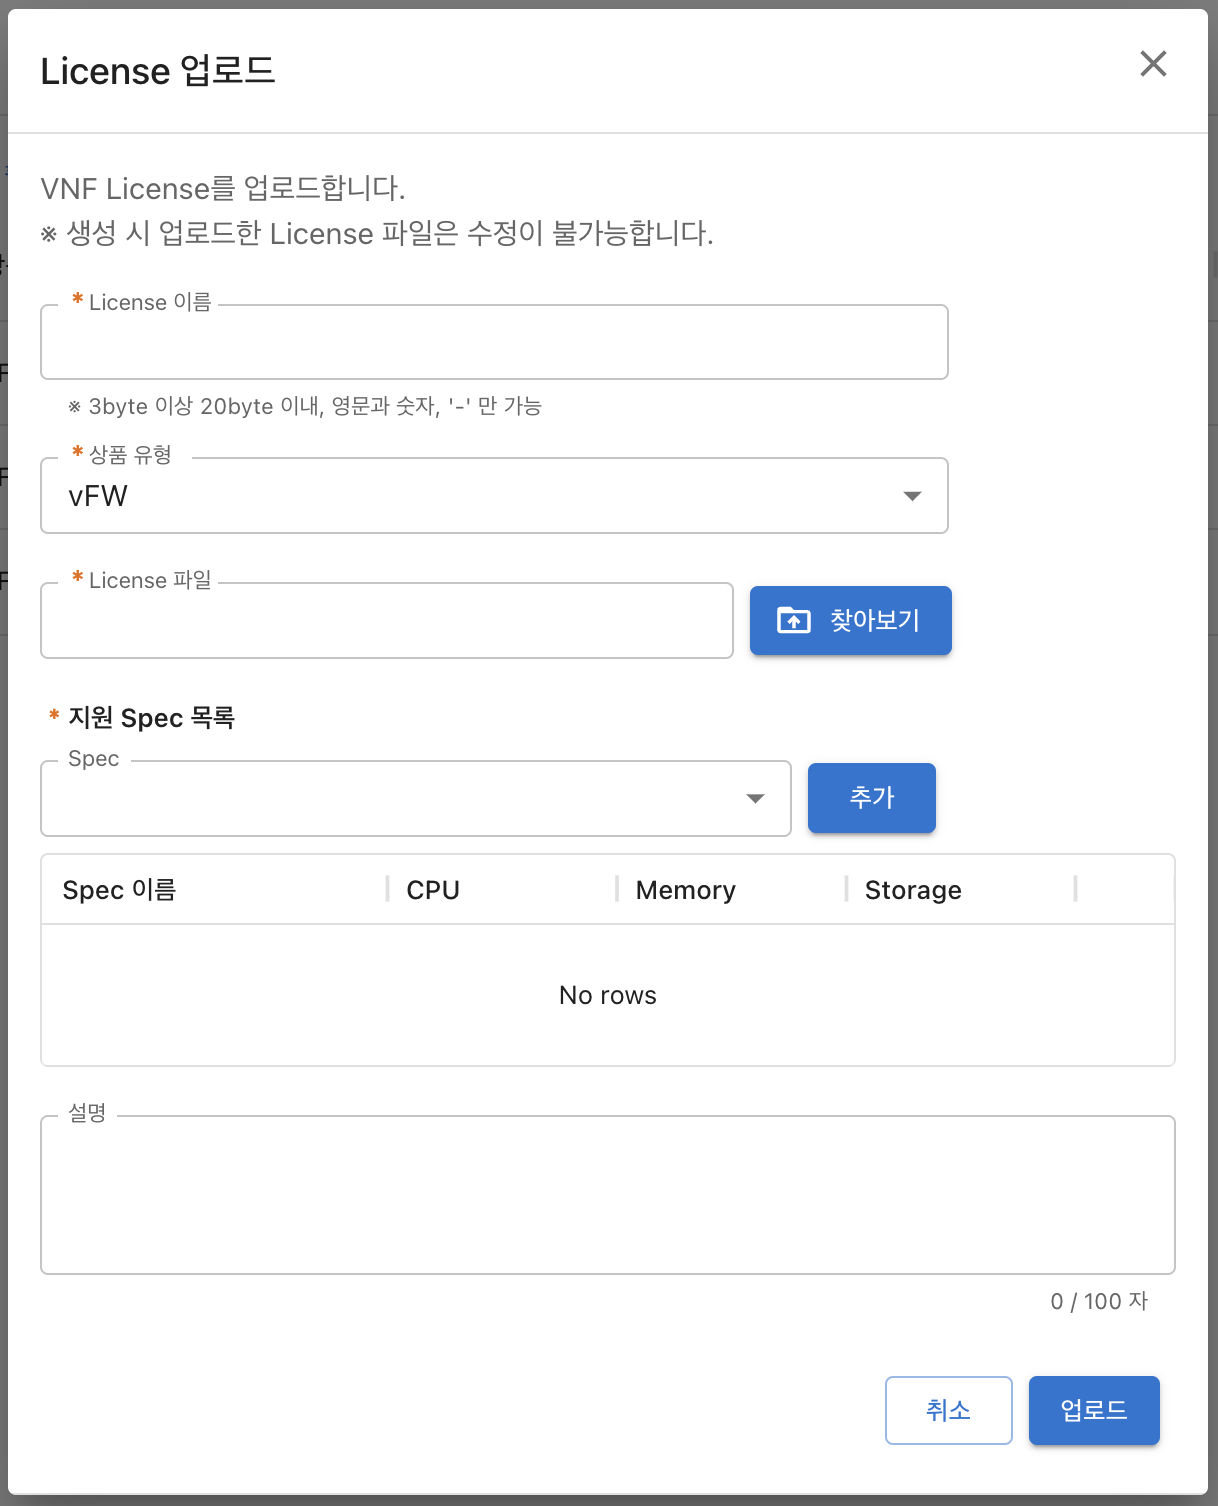 License 업로드
VNF License를 업로드합니다.
※ 생성 시 업로드한 License 파일은 수정이 불가능합니다.
* License 이름
※ 3byte 이상 20byte 이내, 영문과 숫자, '-' 만 가능
* 상품 유형
vFW
* License 파일
찾아보기
* 지원 Spec 목록
Spec
추가
Spec 이름 CPU Memory Storage
No rows
설명
0 / 100 자
취소 업로드